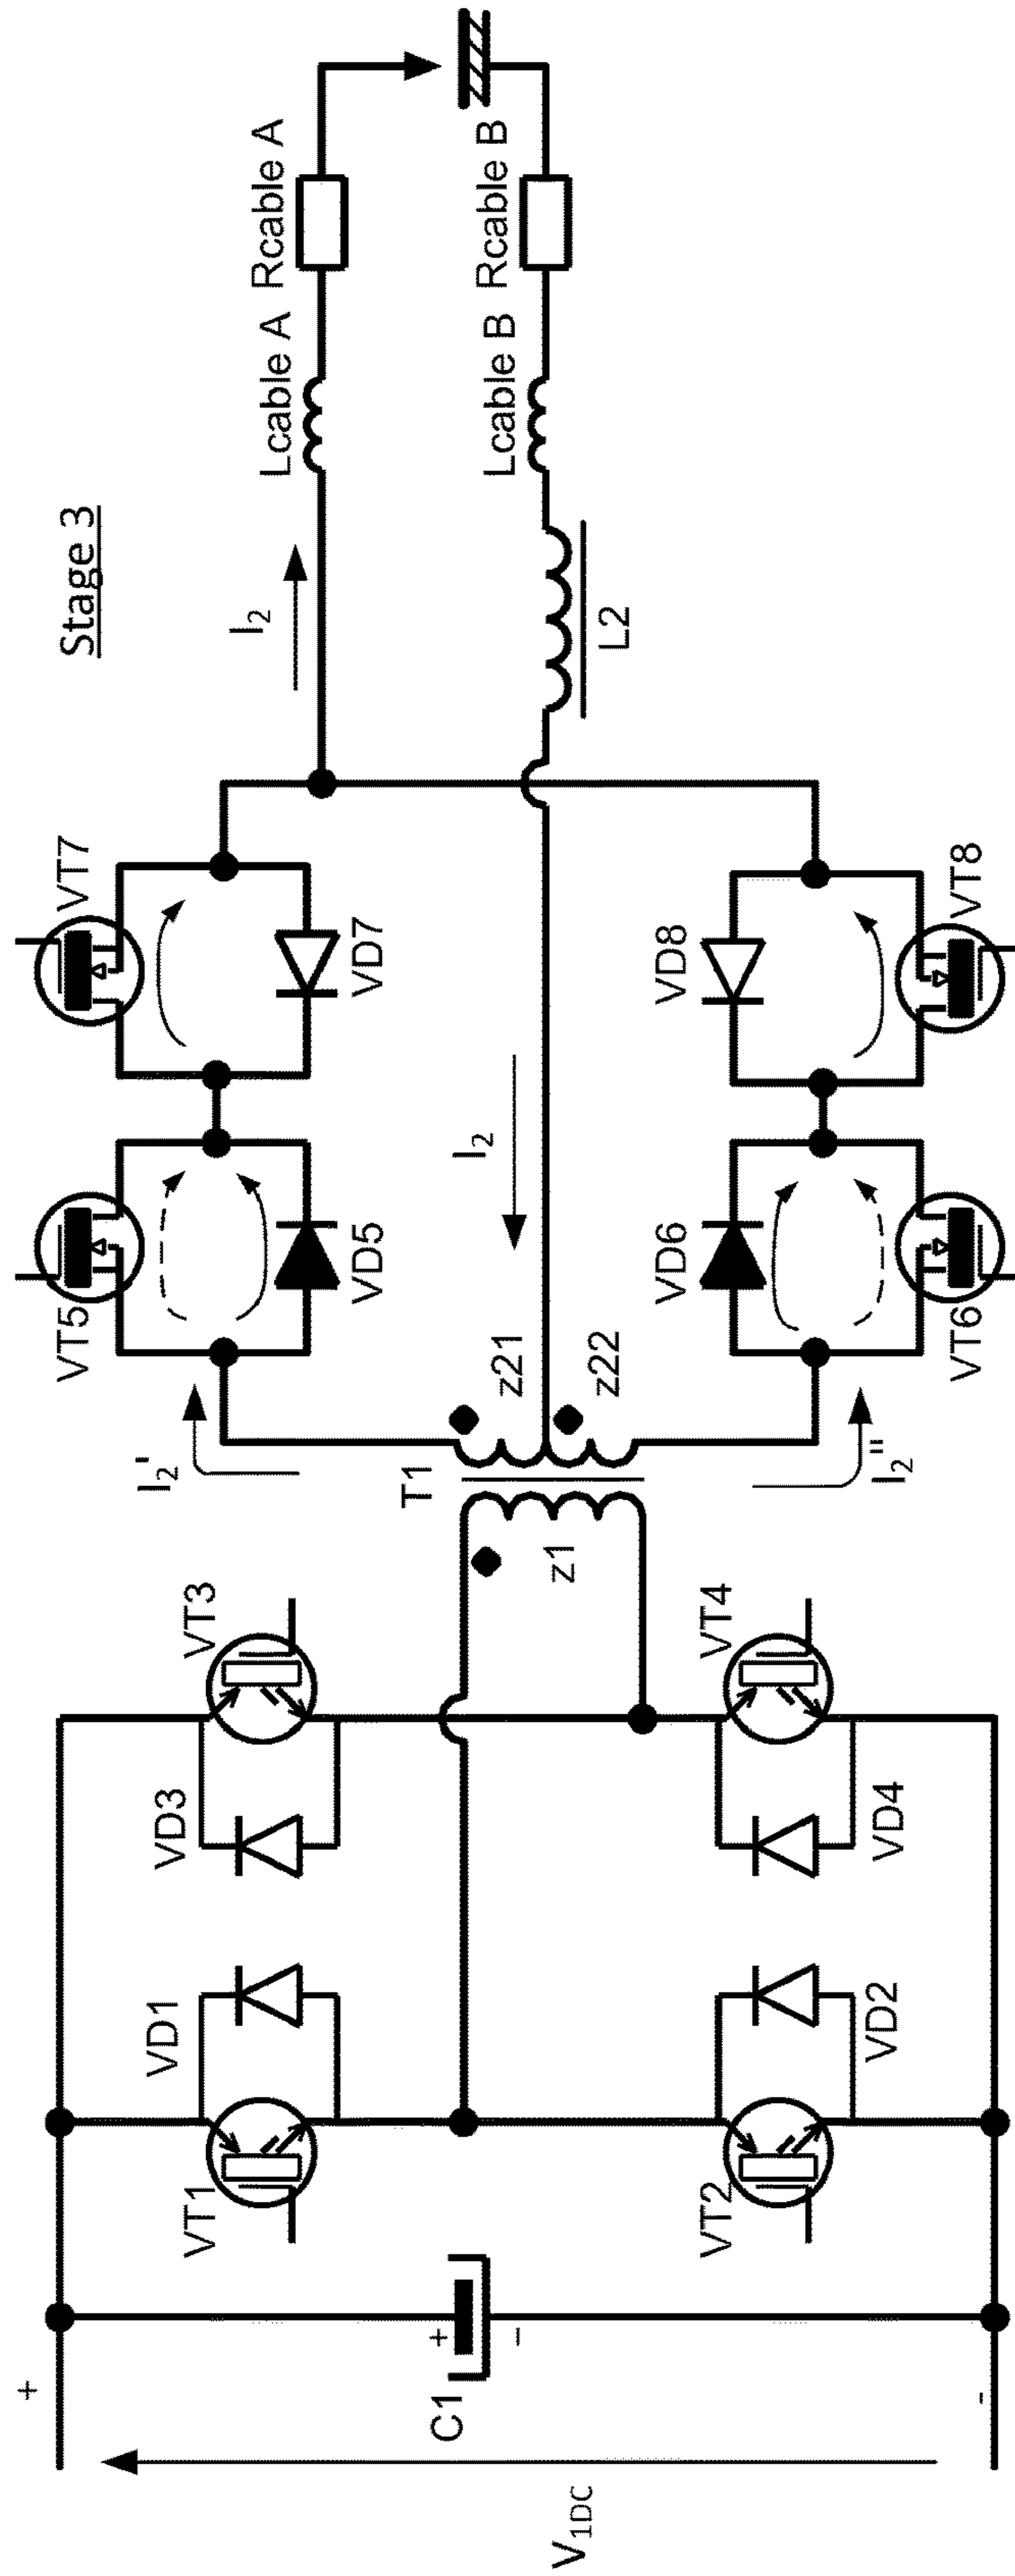 Stage 3
+
-
V1DC
C1
+
-
VT1
VD1
VT2
VD2
VD3
VT3
VD4
VT4
T1
z1
z21
z22
I2'
I2"
VT5
VD5
VT7
VD7
VD6
VT6
VD8
VT8
I2
I2
L2
Lcable A
Rcable A
Lcable B
Rcable B